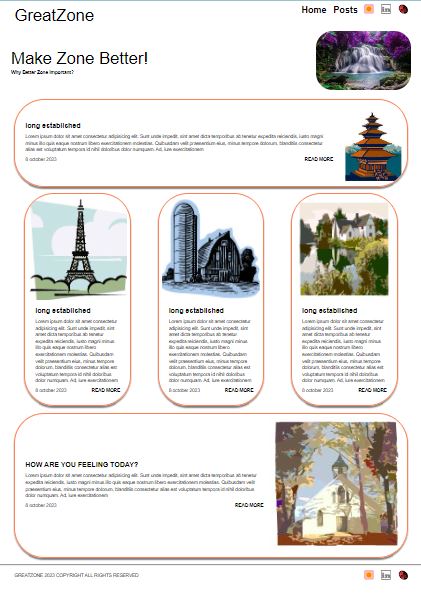 GreatZone
Home Posts
Make Zone Better!
Why Better Zone Important?
long established
Lorem ipsum dolor sit amet consectetur adipisicing elit. Sunt unde impedit, sint amet dicta temporibus ab tenetur expedita reiciendis, iusto magni
minus illo quis eaque nostrum libero exercitationem mollitia. Quibusdam velit praesentium eius, minus tempora dolorum, blanditiis consectetur
alias est voluptatum tempora id nihil doloribus dolor numquam. Ad, iure exercitationem
8 october 2023 READ MORE
long established
Lorem ipsum dolor sit amet consectetur
adipisicing elit. Sunt unde impedit, sint
amet dicta temporibus ab tenetur
expedita reiciendis, iusto magni minus
illo quis eaque nostrum libero
exercitationem mollitia. Quibusdam
velit praesentium eius, minus tempora
dolorum, blanditiis consectetur alias est
voluptatum tempora id nihil doloribus
dolor numquam. Ad, iure exercitationem
8 october 2023 READ MORE
long established
Lorem ipsum dolor sit amet consectetur
adipisicing elit. Sunt unde impedit, sint
amet dicta temporibus ab tenetur
expedita reiciendis, iusto magni minus
illo quis eaque nostrum libero
exercitationem mollitia. Quibusdam
velit praesentium eius, minus tempora
dolorum, blanditiis consectetur alias est
voluptatum tempora id nihil doloribus
dolor numquam. Ad, iure exercitationem
8 october 2023 READ MORE
long established
Lorem ipsum dolor sit amet consectetur
adipisicing elit. Sunt unde impedit, sint
amet dicta temporibus ab tenetur
expedita reiciendis, iusto magni minus
illo quis eaque nostrum libero
exercitationem mollitia. Quibusdam
velit praesentium eius, minus tempora
dolorum, blanditiis consectetur alias est
voluptatum tempora id nihil doloribus
dolor numquam. Ad, iure exercitationem
8 october 2023 READ MORE
HOW ARE YOU FEELING TODAY?
Lorem ipsum dolor sit amet consectetur adipisicing elit. Sunt unde impedit, sint amet dicta temporibus ab tenetur
expedita reiciendis, iusto magni minus illo quis eaque nostrum libero exercitationem mollitia. Quibusdam velit
praesentium eius, minus tempora dolorum, blanditiis consectetur alias est voluptatum tempora id nihil doloribus
dolor numquam. Ad, iure exercitationem
8 october 2023 READ MORE
GREATZONE 2023 COPYRIGHT ALL RIGHTS RESERVED